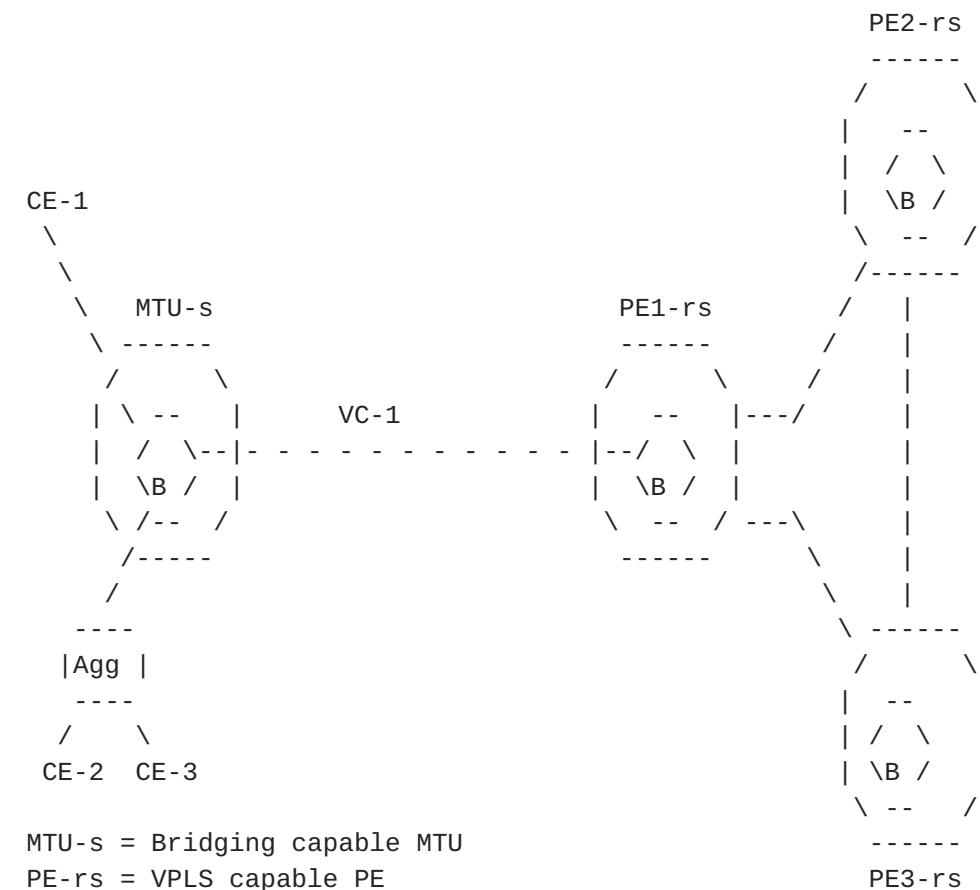 PE2-rs
CE-1
B
MTU-s
PE1-rs
VC-1
B
B
Agg
CE-2 CE-3
B
MTU-s = Bridging capable MTU
PE-rs = VPLS capable PE
PE3-rs